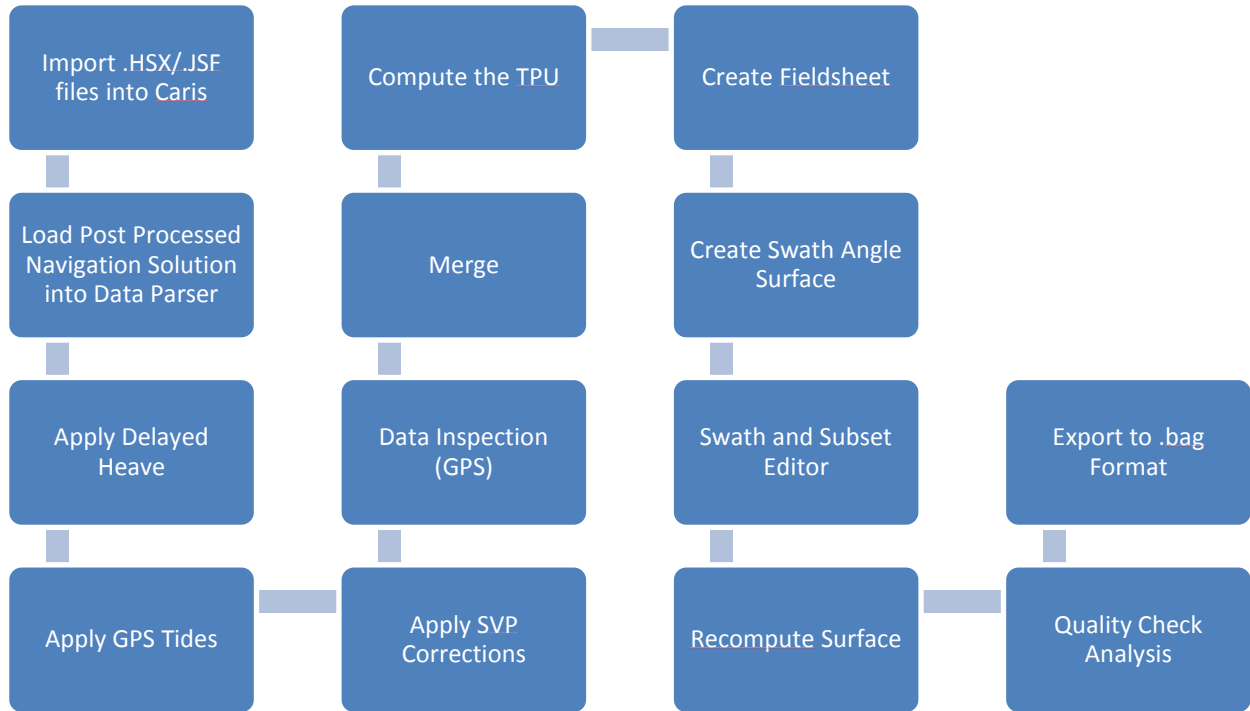 Import .HSX/.JSF
files into Caris
Load Post Processed
Navigation Solution
into Data Parser
Apply Delayed
Heave
Apply GPS Tides
Apply SVP
Corrections
Data Inspection
(GPS)
Merge
Compute the TPU
Create Fieldsheet
Create Swath Angle
Surface
Swath and Subset
Editor
Recompute Surface
Quality Check
Analysis
Export to .bag
Format